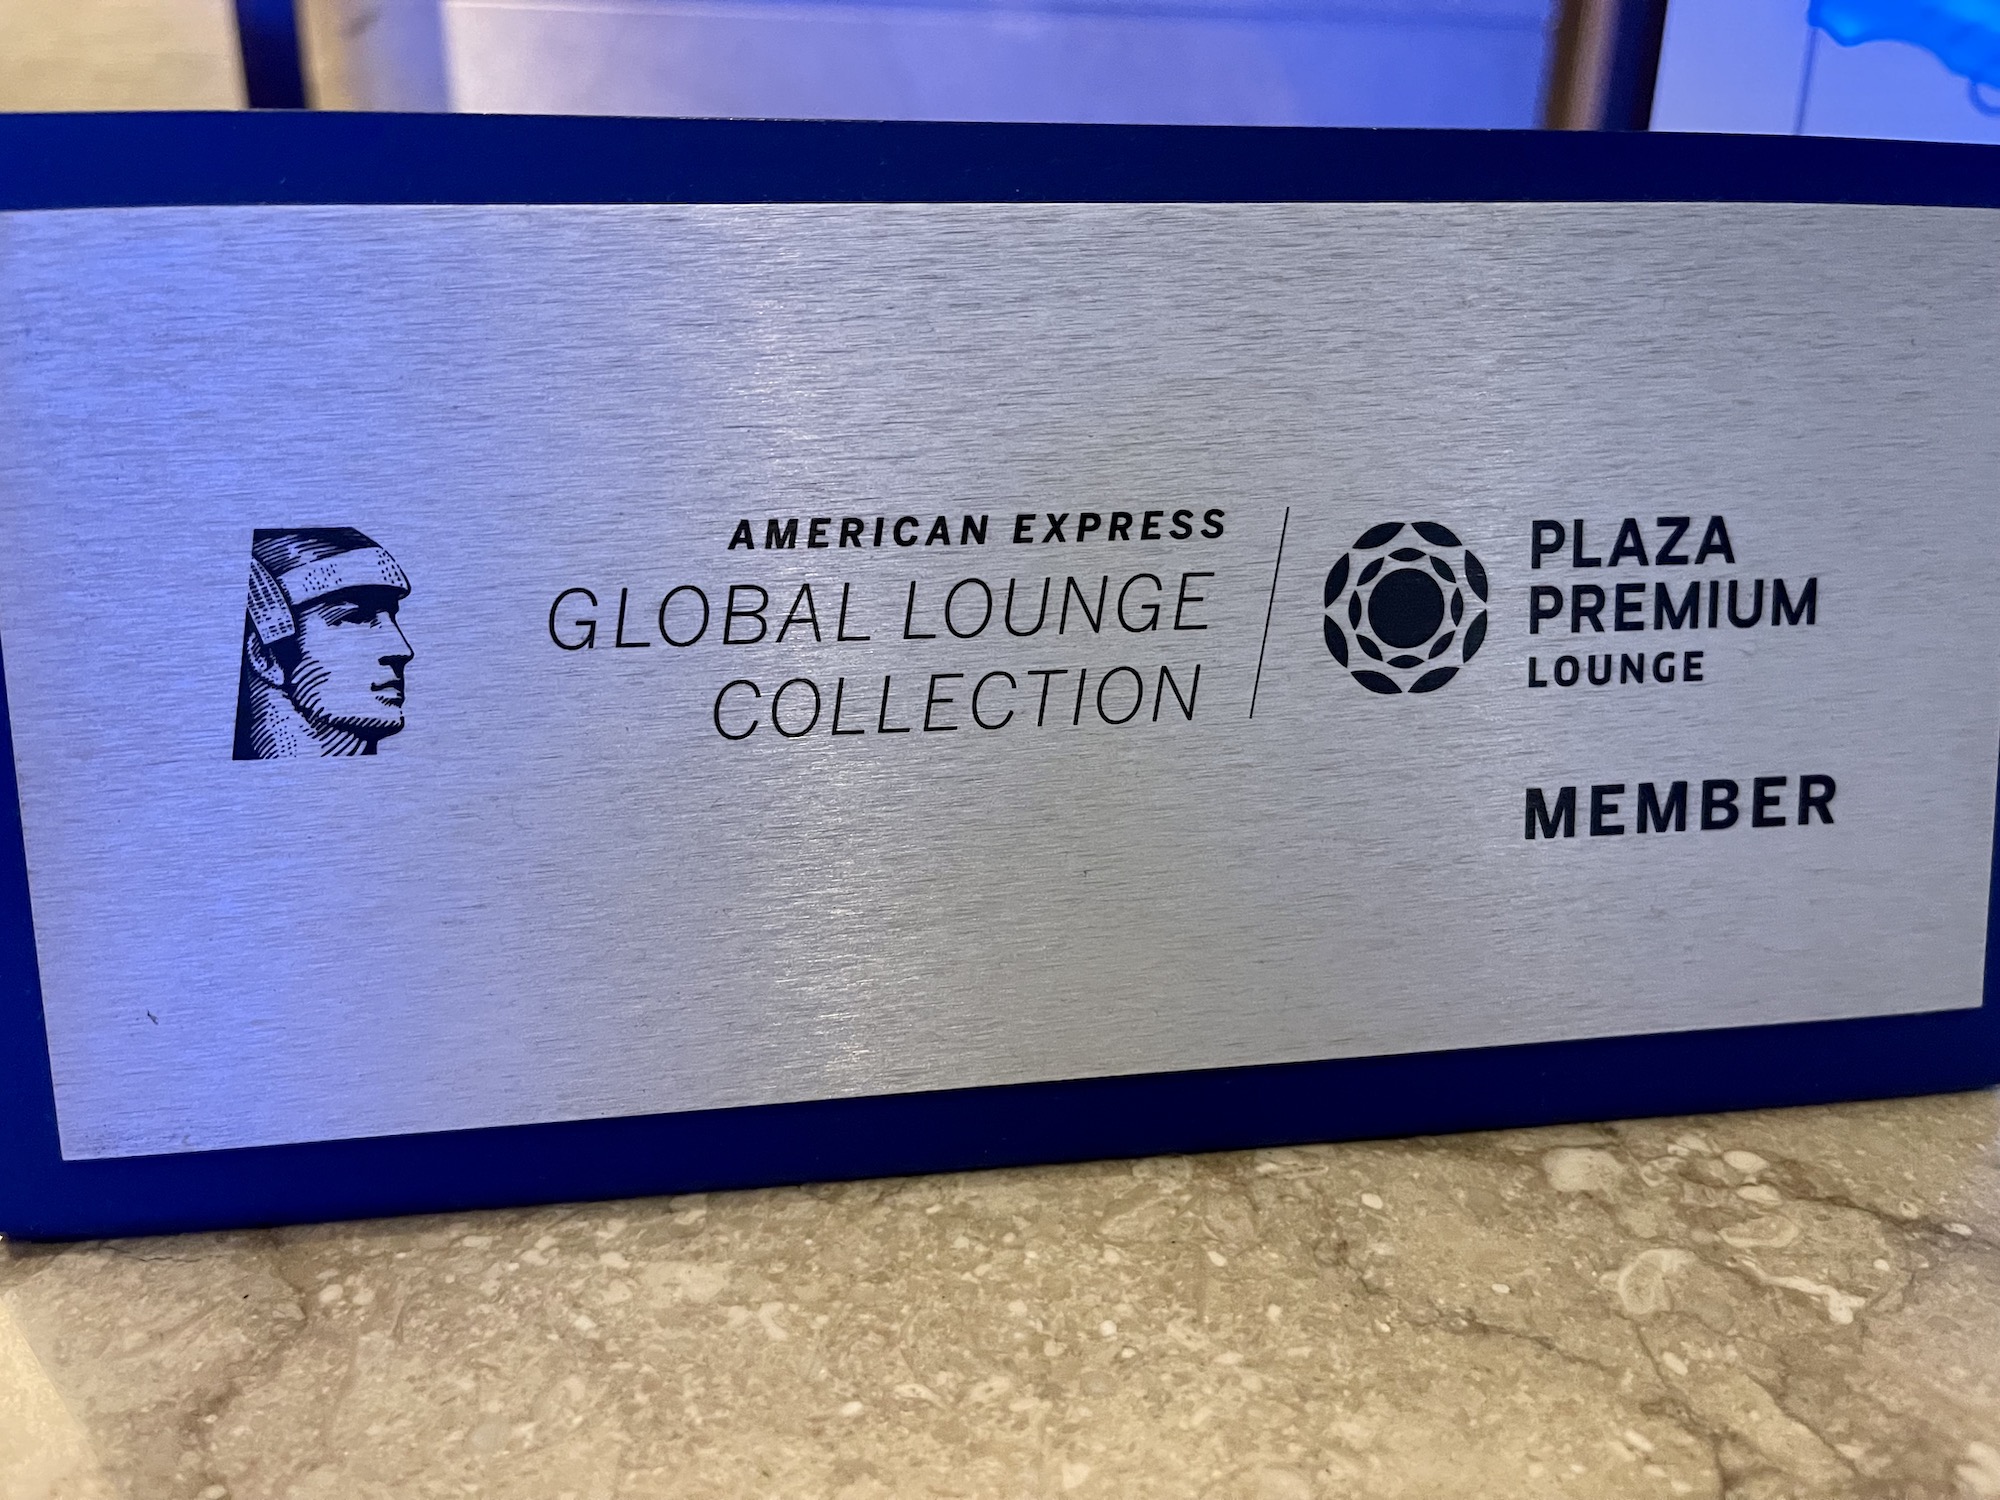 AMERICAN EXPRESS
GLOBAL LOUNGE
COLLECTION
PLAZA
PREMIUM
LOUNGE
MEMBER